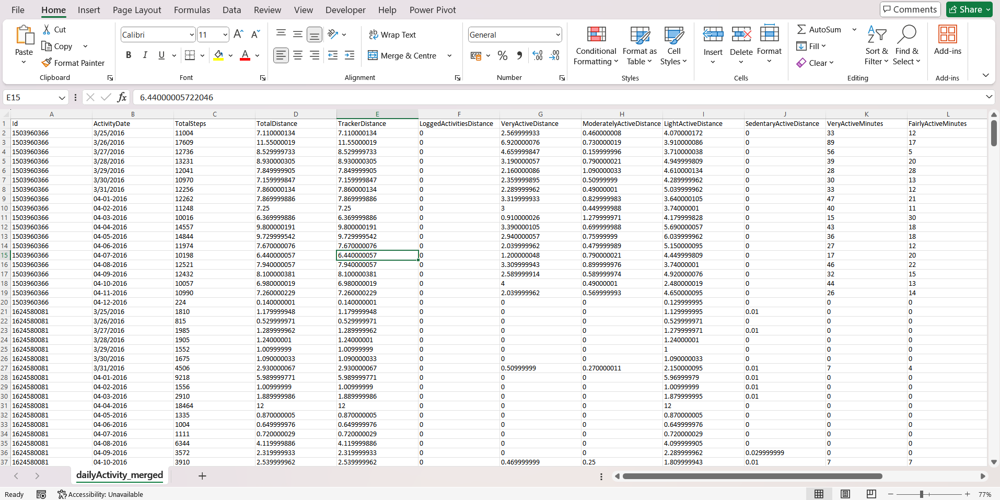 File Home Insert Page Layout Formulas Data Review View Developer Help Power Pivot Comments Share
Paste Cut Copy Format Painter Clipboard
Calibri 11 B I U Font
Wrap Text Merge & Centre Alignment
General % Number
Conditional Formatting Format as Table Cell Styles Styles
Insert Delete Format Cells
AutoSum Fill Clear Sort & Filter Find & Select Editing
Add-ins Add-ins
E15 fx 6.44000005722046
A B C D E F G H I J K L
1 Id ActivityDate TotalSteps TotalDistance TrackerDistance LoggedActivitiesDistance VeryActiveDistance ModeratelyActiveDistance LightActiveDistance SedentaryActiveDistance VeryActiveMinutes FairlyActiveMinutes
2 1503960366 3/25/2016 11004 7.110000134 7.110000134 0 2.569999933 0.460000008 4.070000172 0 33 12
3 1503960366 3/26/2016 17609 11.55000019 11.55000019 0 6.920000076 0.730000019 3.910000086 0 89 17
4 1503960366 3/27/2016 12736 8.529999733 8.529999733 0 4.659999847 0.159999996 3.710000038 0 56 5
5 1503960366 3/28/2016 13231 8.930000305 8.930000305 0 3.190000057 0.790000021 4.949999809 0 39 20
6 1503960366 3/29/2016 12041 7.849999905 7.849999905 0 2.160000086 1.090000033 4.610000134 0 28 28
7 1503960366 3/30/2016 10970 7.159999847 7.159999847 0 2.359999895 0.50999999 4.289999962 0 30 13
8 1503960366 3/31/2016 12256 7.860000134 7.860000134 0 2.289999962 0.49000001 5.039999962 0 33 12
9 1503960366 04-01-2016 12262 7.869999886 7.869999886 0 3.319999933 0.829999983 3.640000105 0 47 21
10 1503960366 04-02-2016 11248 7.25 7.25 0 3 0.449999988 3.74000001 0 40 11
11 1503960366 04-03-2016 10016 6.369999886 6.369999886 0 0.910000026 1.279999971 4.179999828 0 15 30
12 1503960366 04-04-2016 14557 9.800000191 9.800000191 0 3.390000105 0.699999988 5.690000057 0 43 18
13 1503960366 04-05-2016 14844 9.729999542 9.729999542 0 2.940000057 0.75999999 6.039999962 0 36 18
14 1503960366 04-06-2016 11974 7.670000076 7.670000076 0 2.039999962 0.479999989 5.150000095 0 27 12
15 1503960366 04-07-2016 10198 6.440000057 6.440000057 0 1.200000048 0.790000021 4.449999809 0 17 20
16 1503960366 04-08-2016 12521 7.940000057 7.940000057 0 3.309999943 0.899999976 3.74000001 0 46 22
17 1503960366 04-09-2016 12432 8.100000381 8.100000381 0 2.589999914 0.589999974 4.920000076 0 32 15
18 1503960366 04-10-2016 10057 6.980000019 6.980000019 0 4 0.49000001 2.480000019 0 44 13
19 1503960366 04-11-2016 10990 7.260000229 7.260000229 0 2.039999962 0.569999993 4.650000095 0 26 14
20 1503960366 04-12-2016 224 0.140000001 0.140000001 0 0 0 0.129999995 0 0 0
21 1624580081 3/25/2016 1810 1.179999948 1.179999948 0 0 0 1.129999995 0.01 0 0
22 1624580081 3/26/2016 815 0.529999971 0.529999971 0 0 0 0.529999971 0 0 0
23 1624580081 3/27/2016 1985 1.289999962 1.289999962 0 0 0 1.279999971 0.01 0 0
24 1624580081 3/28/2016 1905 1.24000001 1.24000001 0 0 0 1.24000001 0 0 0
25 1624580081 3/29/2016 1552 1.00999999 1.00999999 0 0 0 1 0 0 0
26 1624580081 3/30/2016 1675 1.090000033 1.090000033 0 0 0 1.090000033 0 0 0
27 1624580081 3/31/2016 4506 2.930000067 2.930000067 0 0.50999999 0.270000011 2.150000095 0.01 7 4
28 1624580081 04-01-2016 9218 5.989999771 5.989999771 0 0 0 5.96999979 0.01 0 0
29 1624580081 04-02-2016 1556 1.00999999 1.00999999 0 0 0 1.00999999 0.01 0 0
30 1624580081 04-03-2016 2910 1.889999986 1.889999986 0 0 0 1.879999995 0.01 0 0
31 1624580081 04-04-2016 18464 12 12 0 0 0 12 0 0 0
32 1624580081 04-05-2016 1335 0.870000005 0.870000005 0 0 0 0.870000005 0 0 0
33 1624580081 04-06-2016 1004 0.649999976 0.649999976 0 0 0 0.649999976 0 0 0
34 1624580081 04-07-2016 1111 0.720000029 0.720000029 0 0 0 0.720000029 0 0 0
35 1624580081 04-08-2016 6344 4.119999886 4.119999886 0 0 0 4.099999905 0 0 0
36 1624580081 04-09-2016 3572 2.319999933 2.319999933 0 0 0 2.289999962 0.029999999 0 0
37 1624580081 04-10-2016 3910 2.539999962 2.539999962 0 0.469999999 0.25 1.809999943 0.01 7 7
dailyActivity_merged
Ready Accessibility: Unavailable 77%